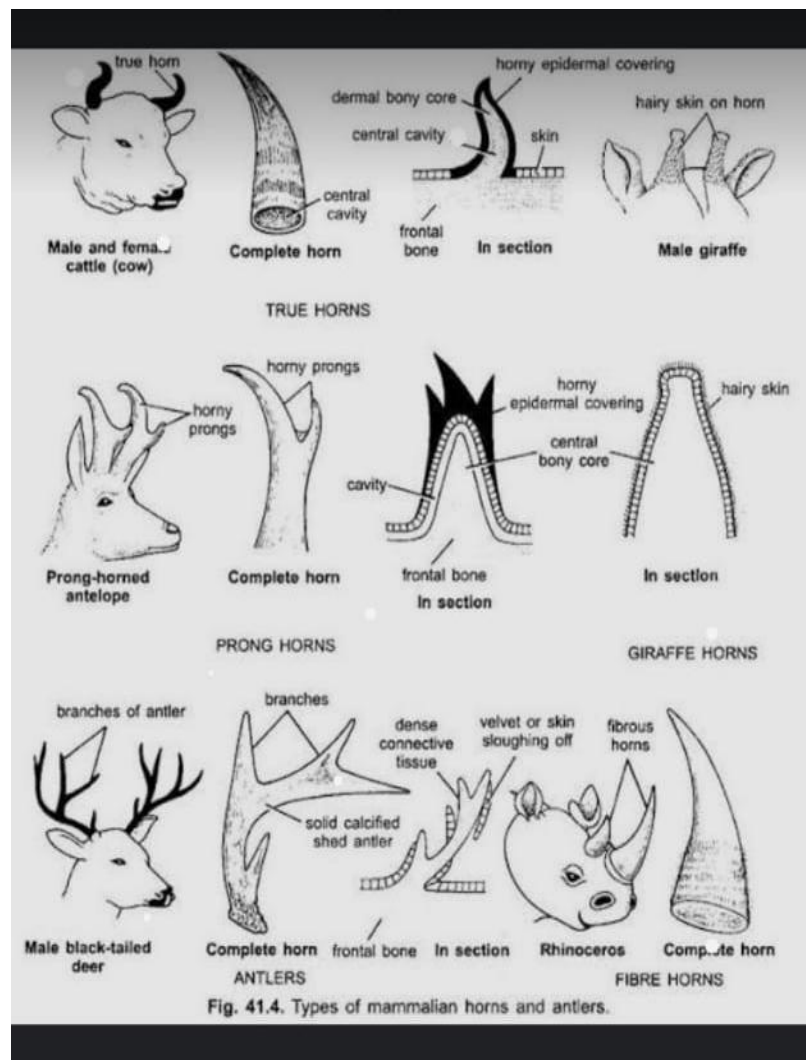 true horn
horny epidermal covering
dermal bony core
central cavity
skin
hairy skin on horn
central
cavity
frontal
bone
Male and female
cattle (cow)
Complete horn
In section
Male giraffe
TRUE HORNS
horny prongs
horny
prongs
horny
epidermal covering
hairy skin
central
bony core
cavity
frontal bone
Prong-horned
antelope
Complete horn
In section
In section
PRONG HORNS
GIRAFFE HORNS
branches of antler
branches
dense
connective
tissue
velvet or skin
sloughing off
fibrous
horns
solid calcified
shed antler
Male black-tailed
deer
Complete horn
frontal bone
In section
Rhinoceros
Complete horn
ANTLERS
FIBRE HORNS
Fig. 41.4. Types of mammalian horns and antlers.